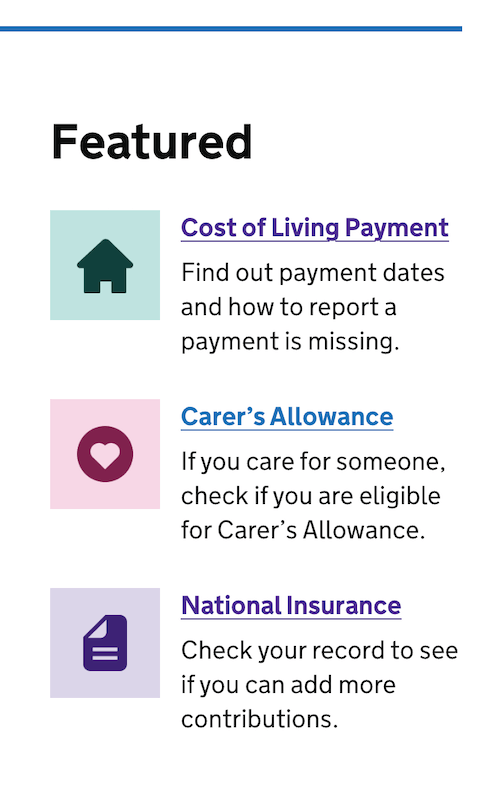 Featured
Cost of Living Payment
Find out payment dates
and how to report a
payment is missing.
Carer’s Allowance
If you care for someone,
check if you are eligible
for Carer’s Allowance.
National Insurance
Check your record to see
if you can add more
contributions.